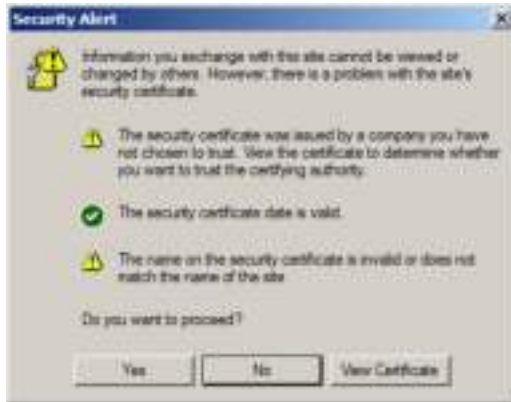 Security Alert
Information you exchange with this site cannot be viewed or
changed by others. However, there is a problem with the site's
security certificate.
The security certificate was issued by a company you have
not chosen to trust. View the certificate to determine whether
you want to trust the certifying authority.
The security certificate date is valid.
The name on the security certificate is invalid or does not
match the name of the site
Do you want to proceed?
Yes
No
View Certificate